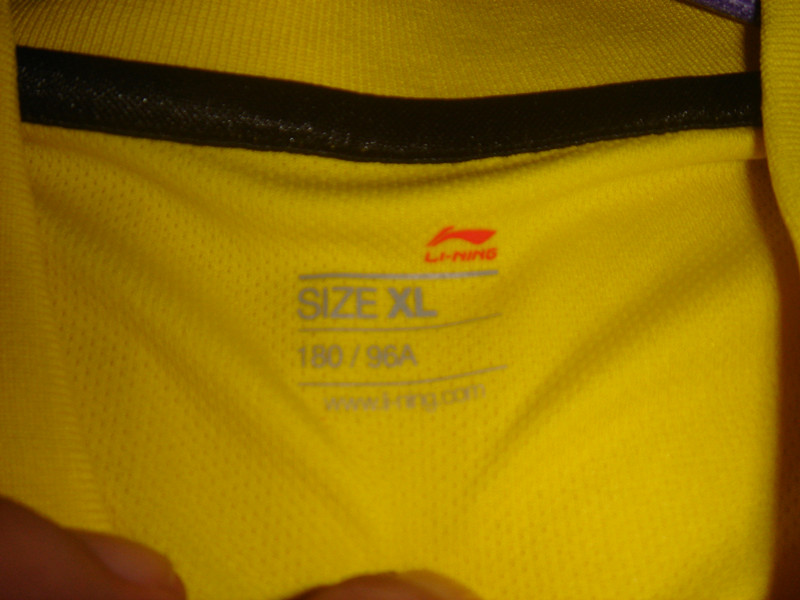 LI-NING
SIZE XL
180 / 96A
www.li-ning.com